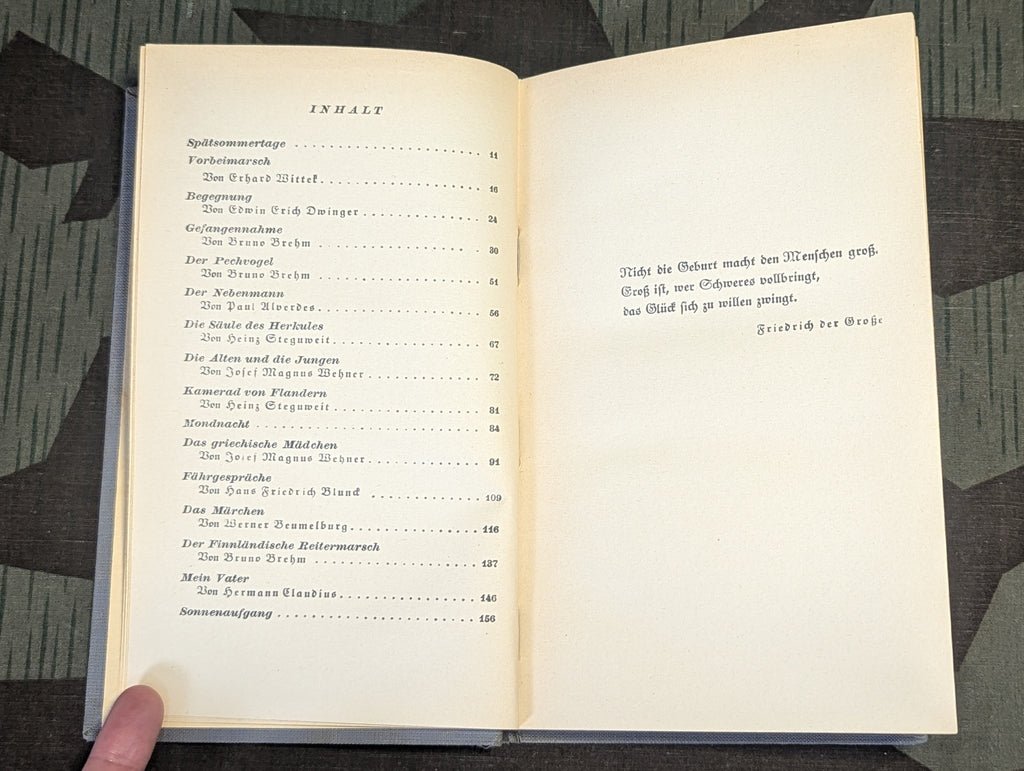 INHALT
Spätsommertage . . . . . . . . . . . . . . . . . . . . . . 11
Vorbeimarsch
Von Erhard Wittek . . . . . . . . . . . . . . . . . . . 16
Begegnung
Von Edwin Erich Dwinger . . . . . . . . . . . . . . 24
Gefangennahme
Von Bruno Brehm . . . . . . . . . . . . . . . . . . 30
Der Pechvogel
Von Bruno Brehm . . . . . . . . . . . . . . . . . . . 51
Der Nebenmann
Von Paul Alverdes . . . . . . . . . . . . . . . . . . . 56
Die Säule des Herkules
Von Heinz Steguweit . . . . . . . . . . . . . . . . . 67
Die Alten und die Jungen
Von Josef Magnus Wehner . . . . . . . . . . . . . 72
Kamerad von Flandern
Von Heinz Steguweit . . . . . . . . . . . . . . . . . 81
Mondnacht . . . . . . . . . . . . . . . . . . . . . . . . . . 84
Das griechische Mädchen
Von Josef Magnus Wehner . . . . . . . . . . . . . 91
Fährgespräche
Von Hans Friedrich Blunck . . . . . . . . . . . . . 109
Das Märchen
Von Werner Beumelburg . . . . . . . . . . . . . . . 116
Der Finnländische Reitermarsch
Von Bruno Brehm . . . . . . . . . . . . . . . . . . . 137
Mein Vater
Von Hermann Claudius . . . . . . . . . . . . . . . . 146
Sonnenaufgang . . . . . . . . . . . . . . . . . . . . . . . 156
Nicht die Geburt macht den Menschen groß.
Groß ist, wer Schweres vollbringt,
das Glück sich zu willen zwingt.
Friedrich der Große